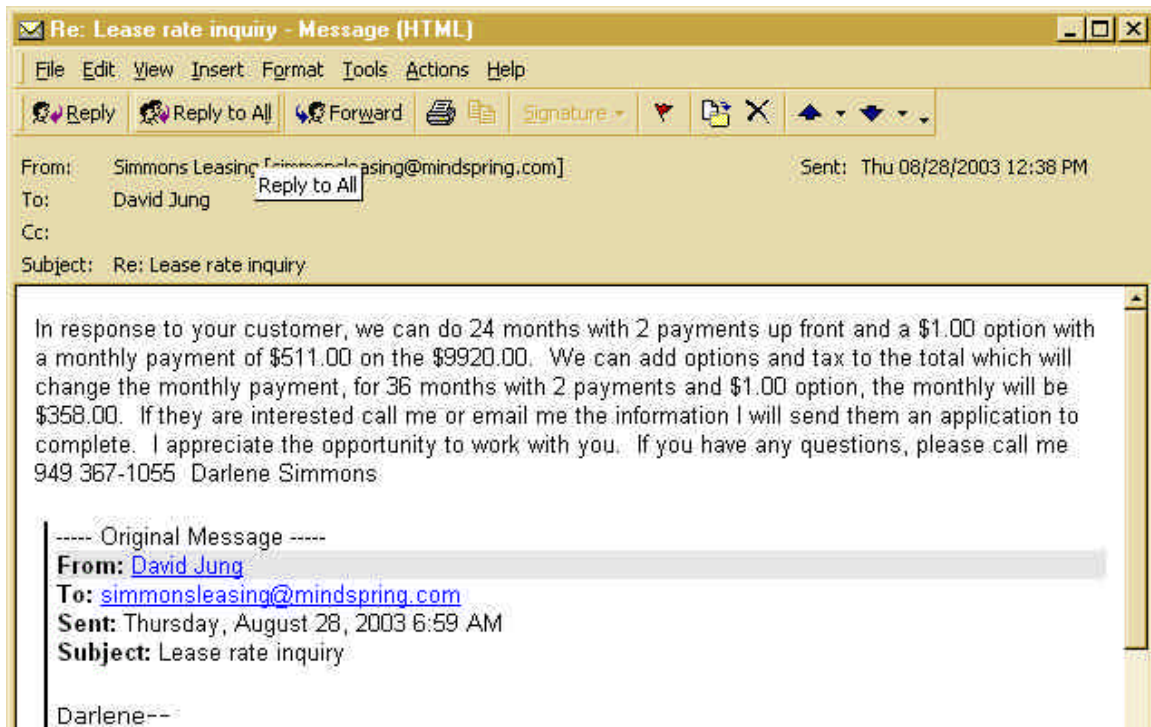 Re: Lease rate inquiry - Message (HTML)
File Edit View Insert Format Tools Actions Help
Reply Reply to All Forward Signature
From: Simmons Leasing [simmonsleasing@mindspring.com] Sent: Thu 08/28/2003 12:38 PM
Reply to All
To: David Jung
Cc:
Subject: Re: Lease rate inquiry
In response to your customer, we can do 24 months with 2 payments up front and a $1.00 option with
a monthly payment of $511.00 on the $9920.00. We can add options and tax to the total which will
change the monthly payment, for 36 months with 2 payments and $1.00 option, the monthly will be
$358.00. If they are interested call me or email me the information I will send them an application to
complete. I appreciate the opportunity to work with you. If you have any questions, please call me
949 367-1055 Darlene Simmons
----- Original Message -----
From: David Jung
To: simmonsleasing@mindspring.com
Sent: Thursday, August 28, 2003 6:59 AM
Subject: Lease rate inquiry
Darlene--